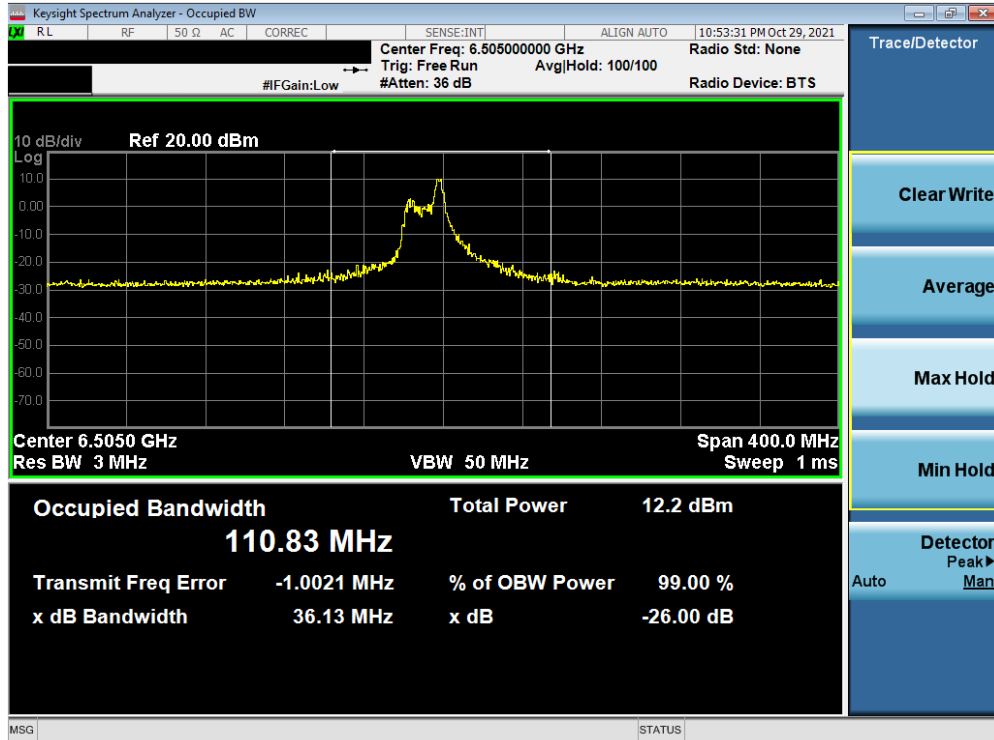 Keysight Spectrum Analyzer - Occupied BW
LXI RL RF 50 Ω AC CORREC SENSE:INT ALIGN AUTO 10:53:31 PM Oct 29, 2021
Center Freq: 6.505000000 GHz Radio Std: None
Trig: Free Run Avg|Hold: 100/100
#IFGain:Low #Atten: 36 dB Radio Device: BTS
Trace/Detector
10 dB/div Ref 20.00 dBm
Log
10.0
0.00
-10.0
-20.0
-30.0
-40.0
-50.0
-60.0
-70.0
Center 6.5050 GHz Span 400.0 MHz
Res BW 3 MHz VBW 50 MHz Sweep 1 ms
Clear Write
Average
Max Hold
Min Hold
Detector
Peak▶
Auto Man
Occupied Bandwidth Total Power 12.2 dBm
110.83 MHz
Transmit Freq Error -1.0021 MHz % of OBW Power 99.00 %
x dB Bandwidth 36.13 MHz x dB -26.00 dB
MSG STATUS